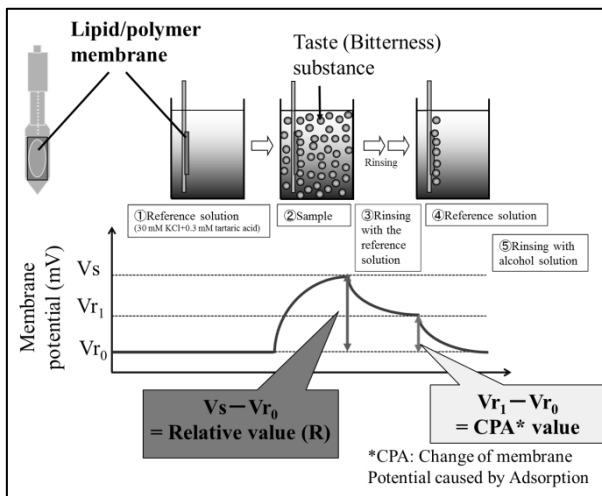 Lipid/polymer
membrane
Taste (Bitterness)
substance
Rinsing
①Reference solution
(30 mM KCl+0.3 mM tartaric acid)
②Sample
③Rinsing
with the
reference
solution
④Reference solution
⑤Rinsing with
alcohol solution
Membrane
potential (mV)
Vs
Vr1
Vr0
Vs－Vr0
= Relative value (R)
Vr1－Vr0
= CPA* value
*CPA: Change of membrane
Potential caused by Adsorption